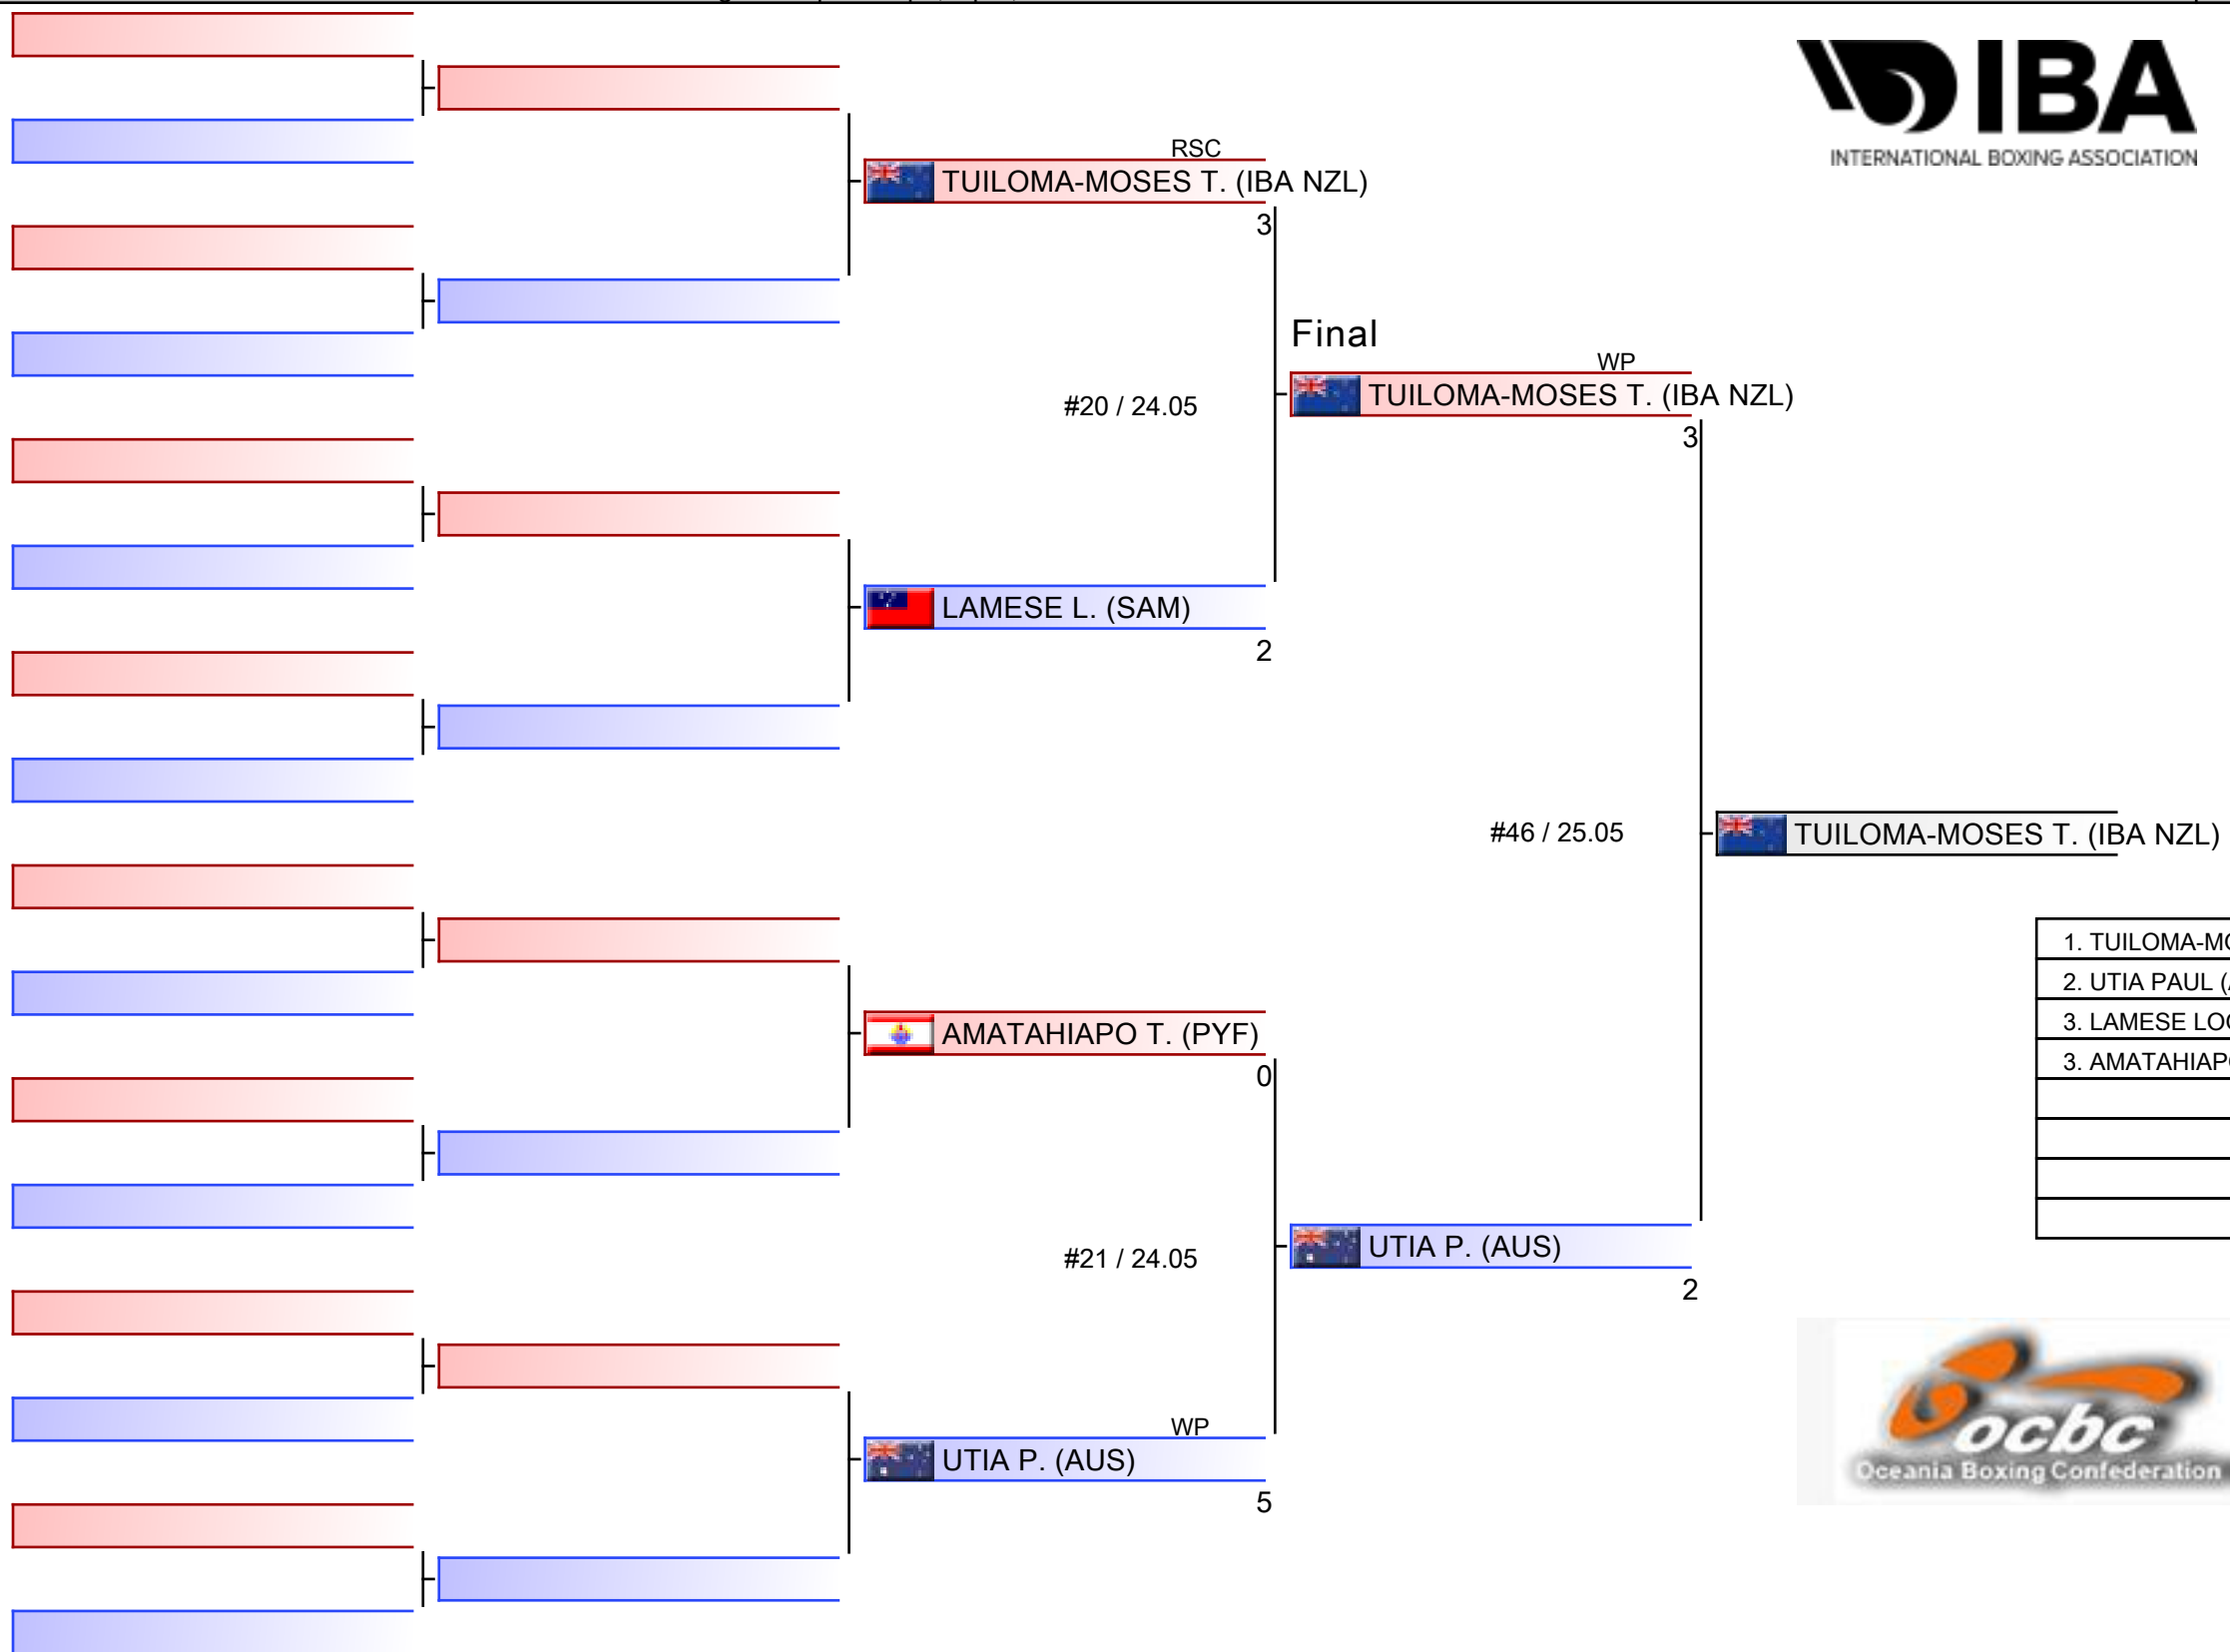 IBA
INTERNATIONAL BOXING ASSOCIATION
RSC
TUILOMA-MOSES T. (IBA NZL)
3
Final
WP
TUILOMA-MOSES T. (IBA NZL)
3
#20 / 24.05
LAMESE L. (SAM)
2
#46 / 25.05
TUILOMA-MOSES T. (IBA NZL)
1. TUILOMA-MO
2. UTIA PAUL (
3. LAMESE LO
3. AMATAHIAP
AMATAHIAPO T. (PYF)
0
#21 / 24.05
UTIA P. (AUS)
2
WP
UTIA P. (AUS)
5
ocbc
Oceania Boxing Confederation